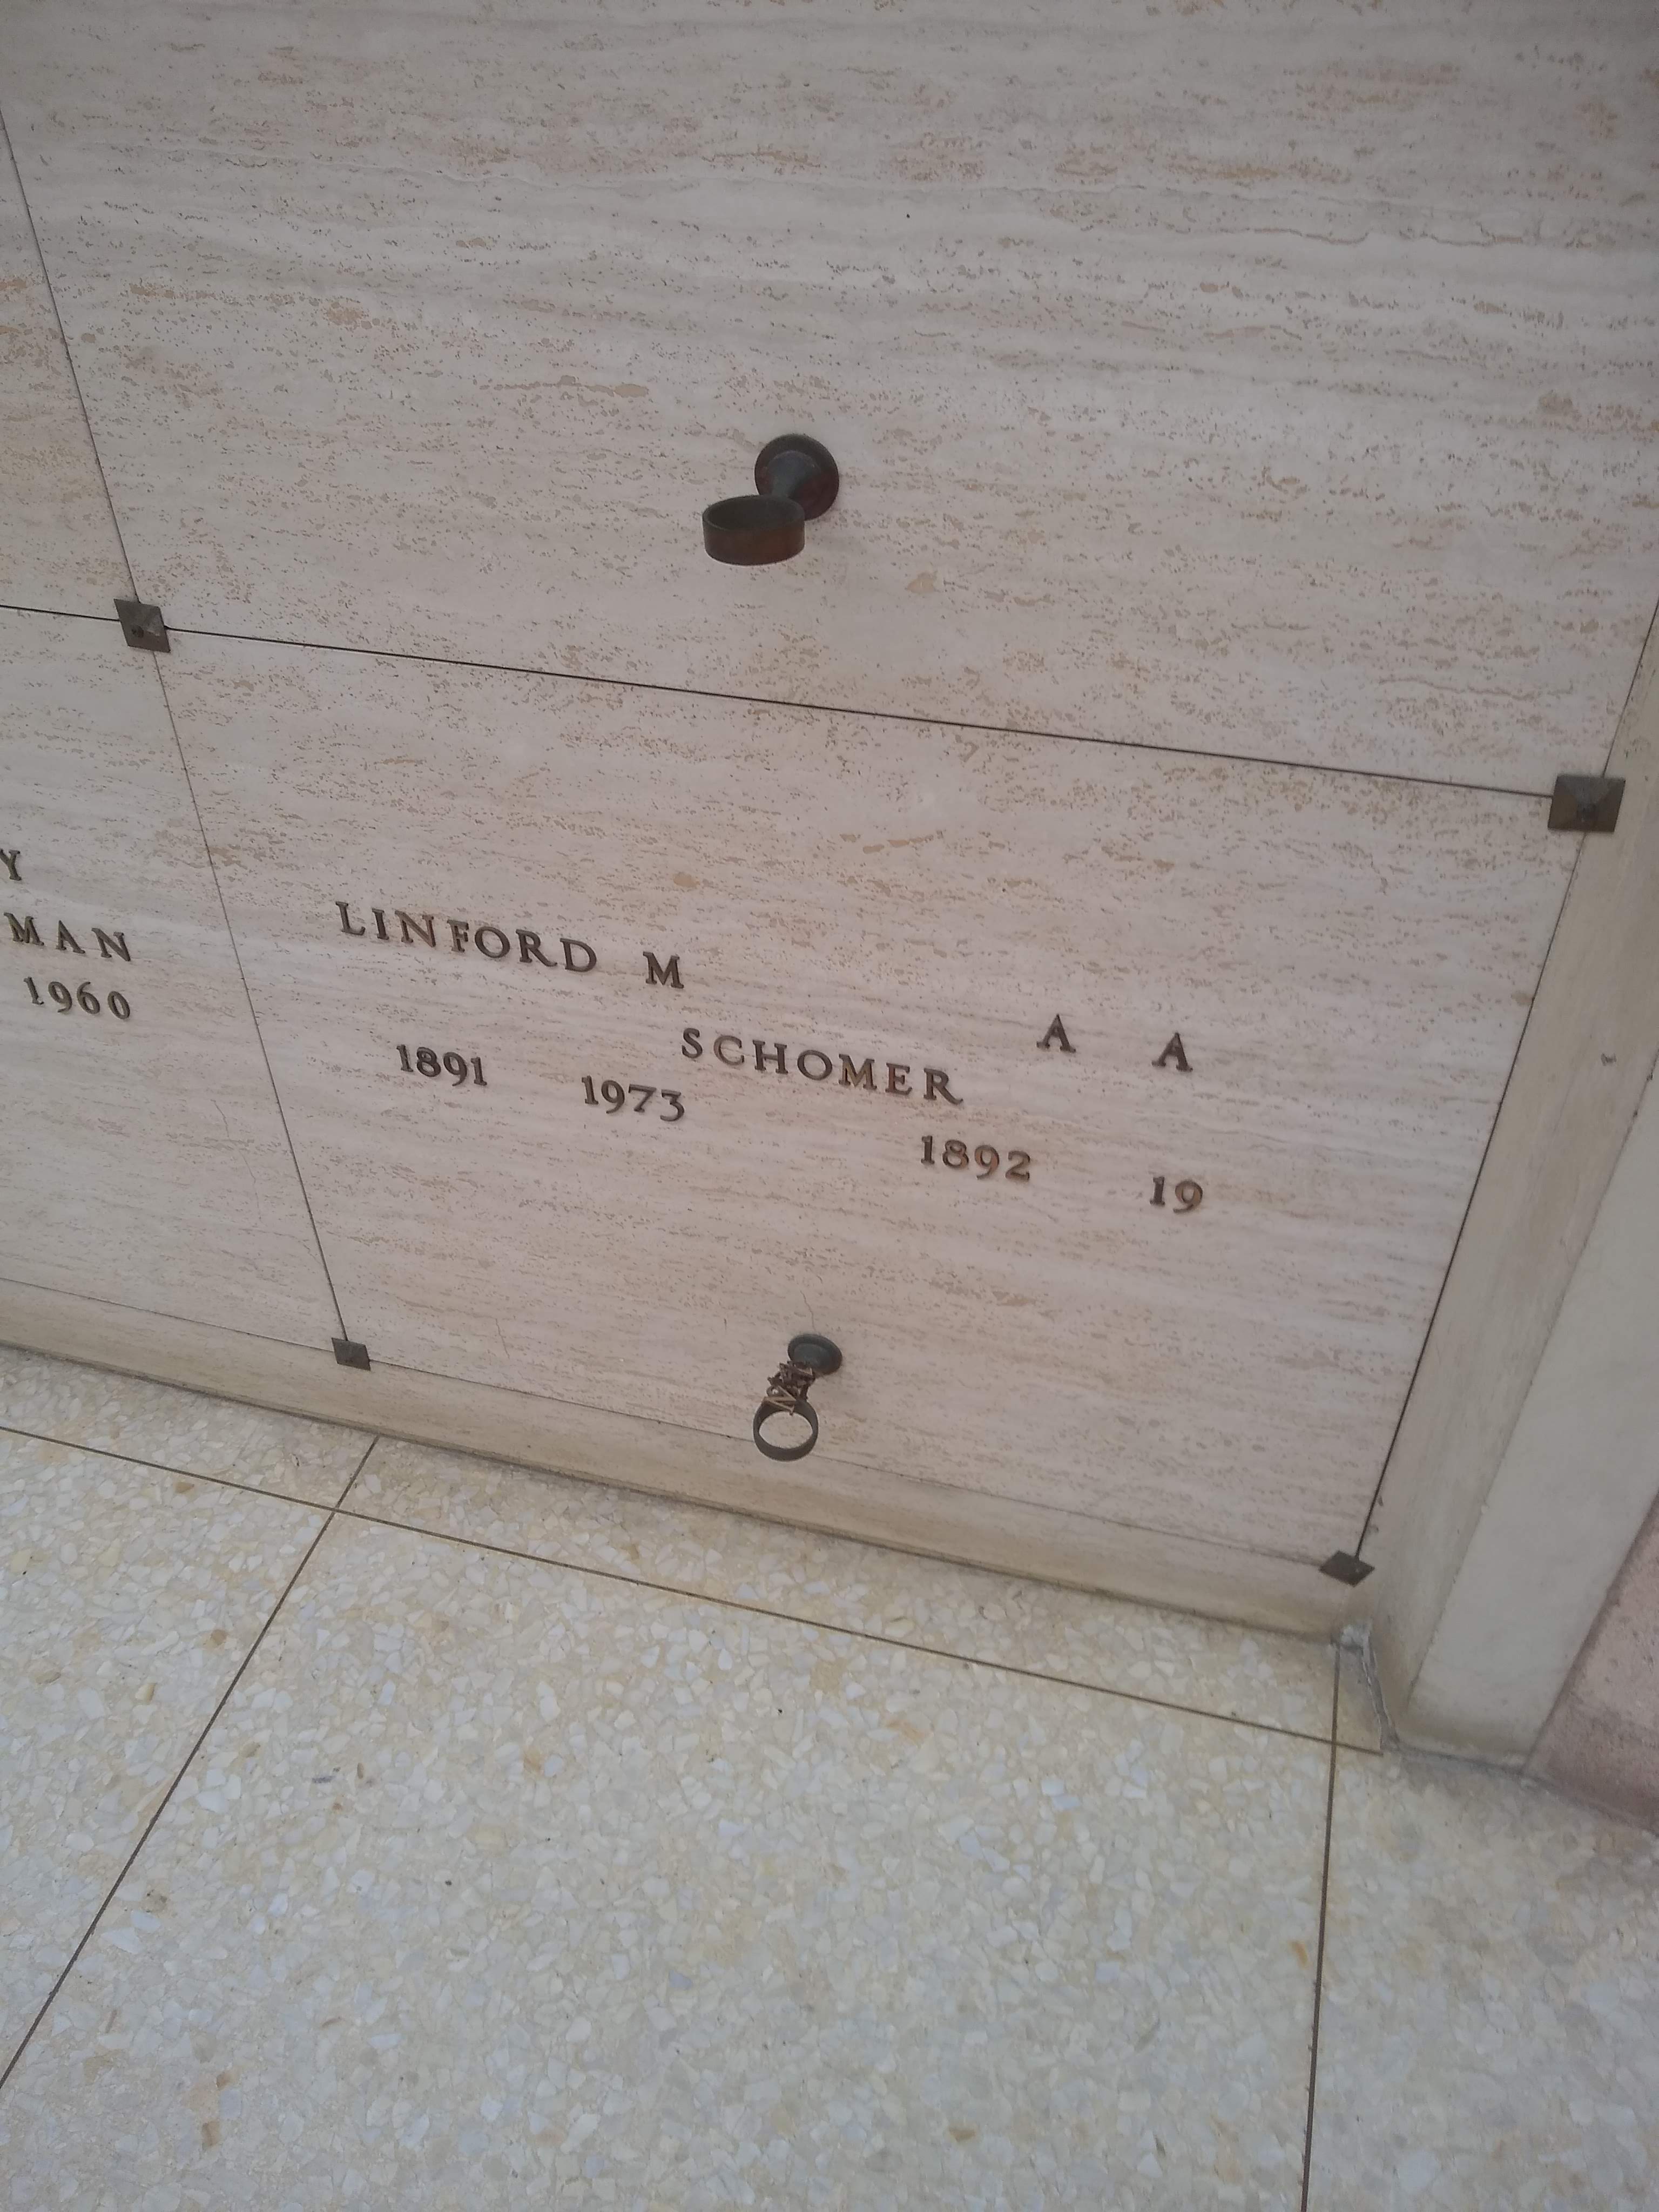 Y
MAN
1960
LINFORD M A A
SCHOMER
1891 1973 1892 19